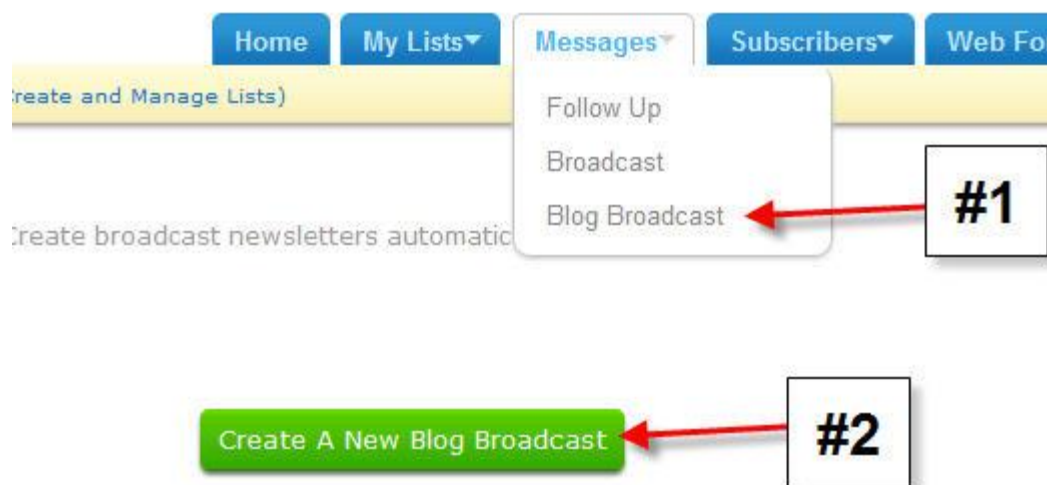 Home My Lists Messages Subscribers Web Fo
reate and Manage Lists)
Follow Up
Broadcast
Blog Broadcast
#1
reate broadcast newsletters automatic
Create A New Blog Broadcast
#2